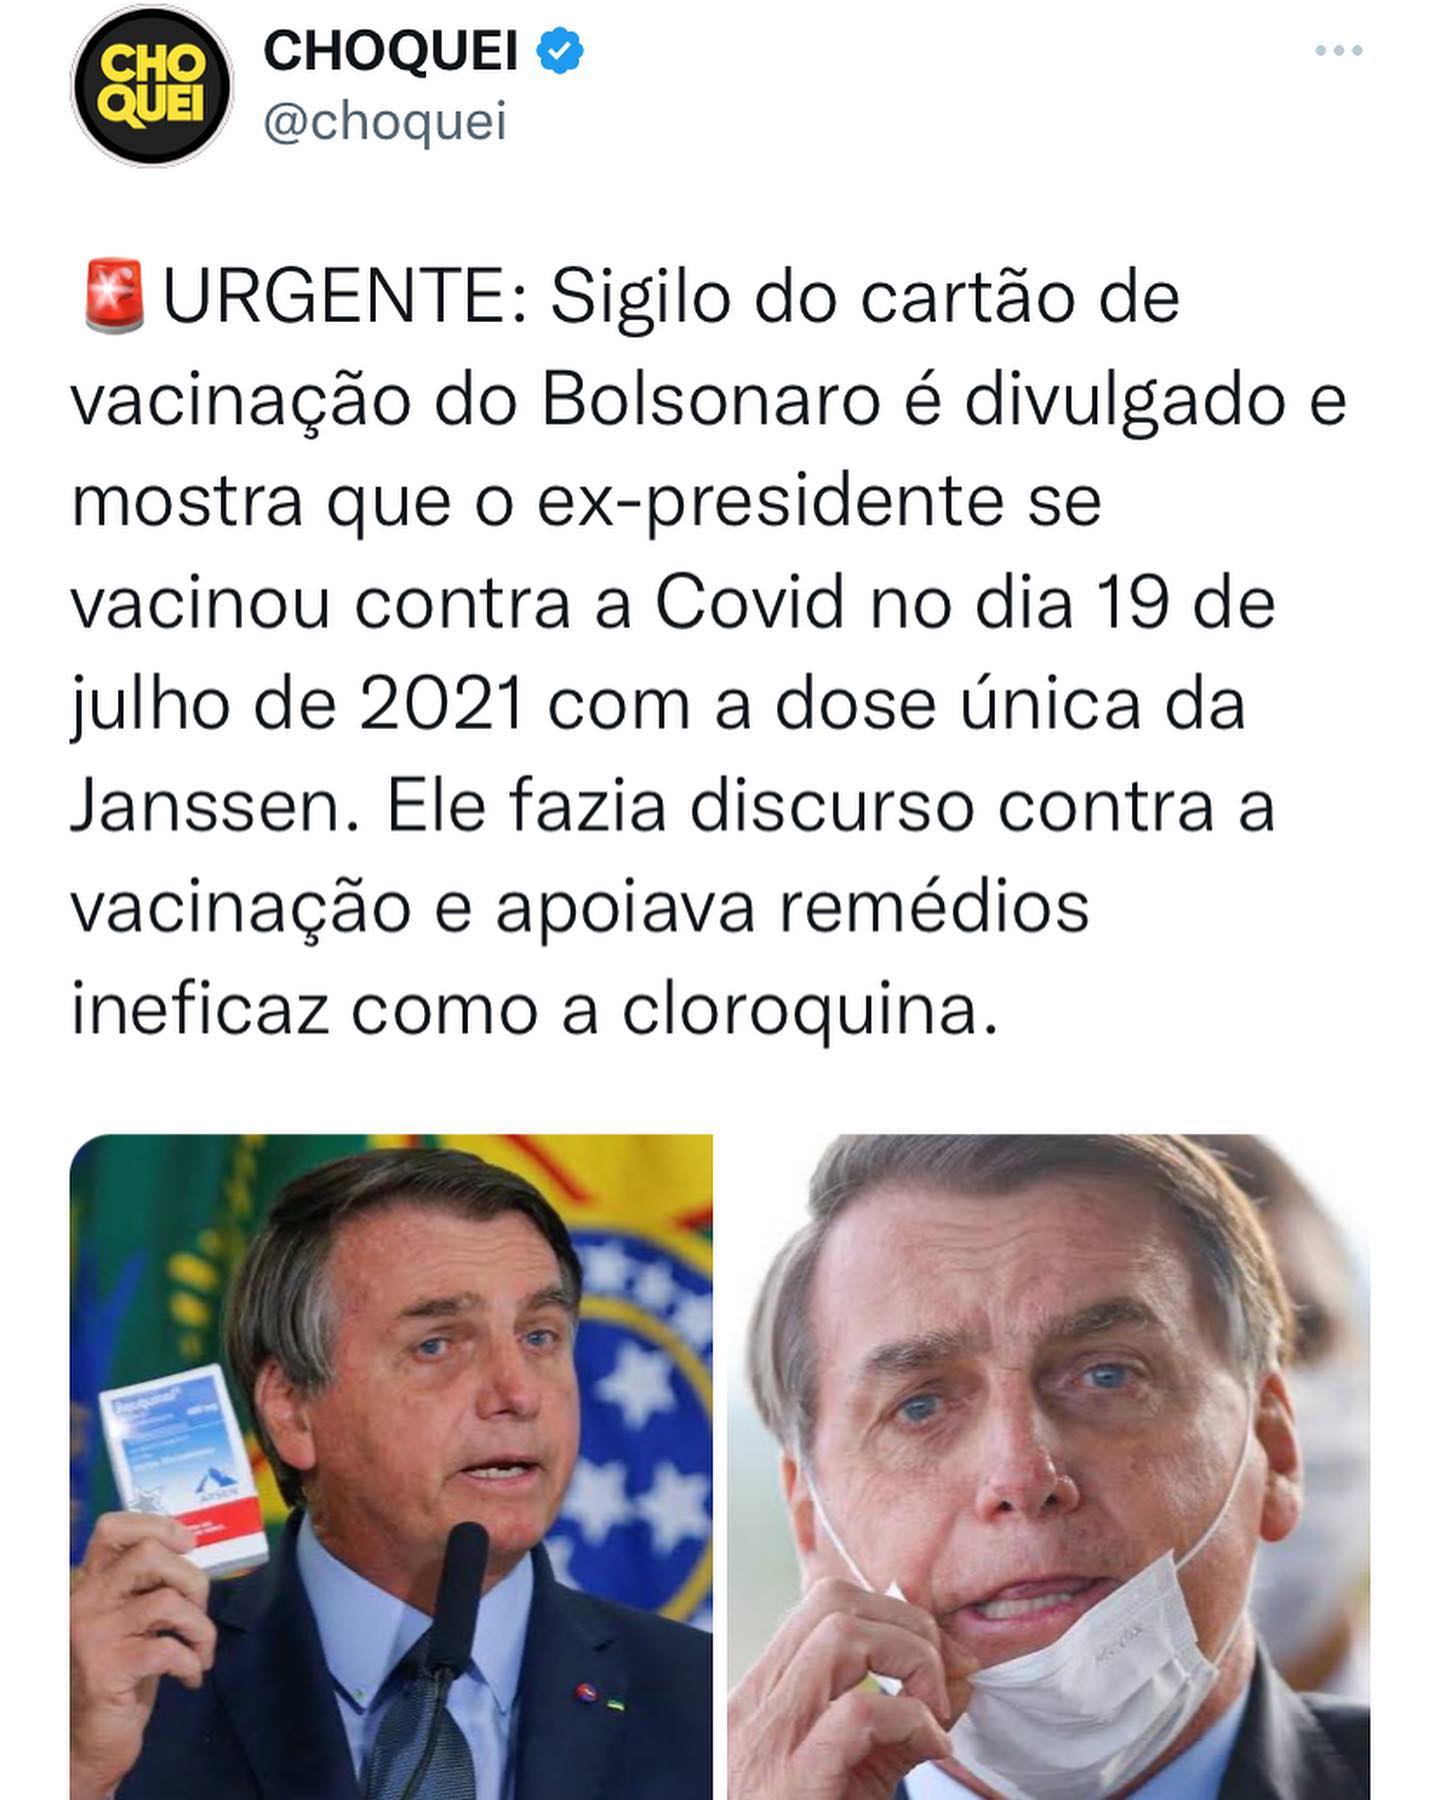 CHO
QUEI
CHOQUEI
@choquei
URGENTE: Sigilo do cartão de
vacinação do Bolsonaro é divulgado e
mostra que o ex-presidente se
vacinou contra a Covid no dia 19 de
julho de 2021 com a dose única da
Janssen. Ele fazia discurso contra a
vacinação e apoiava remédios
ineficaz como a cloroquina.
APSEN